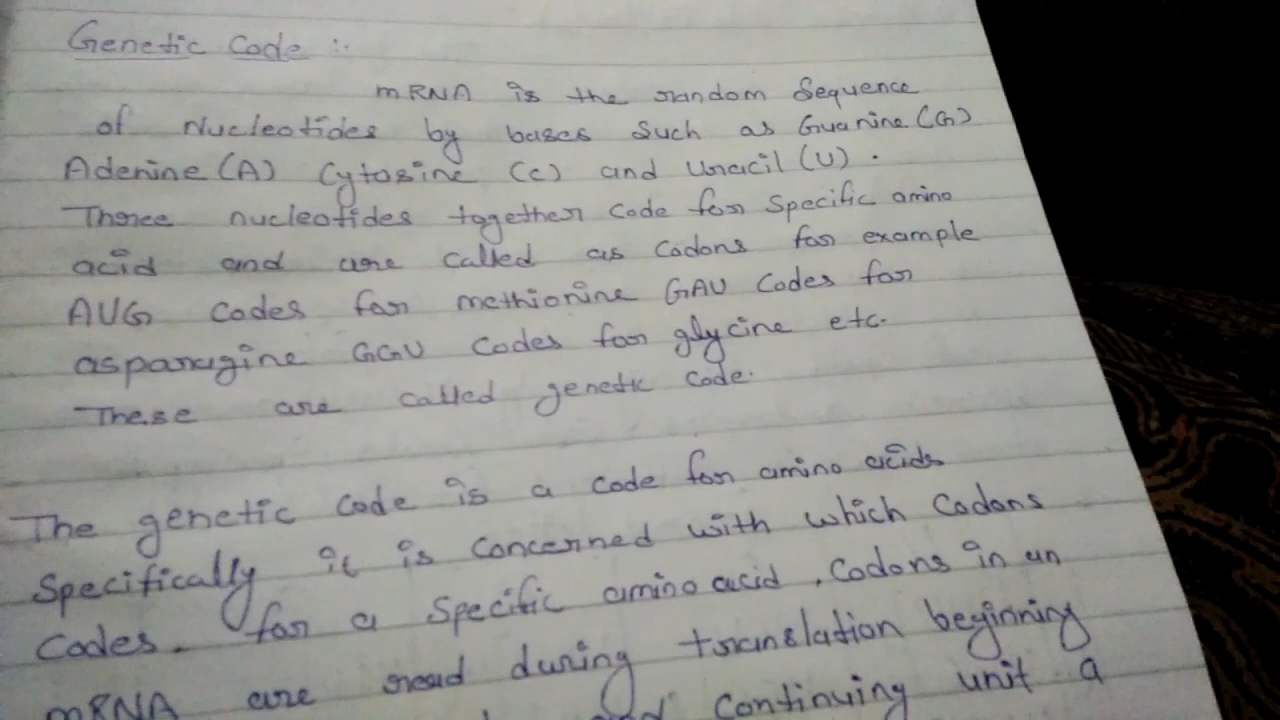 Genetic Code :-
mRNA is the random Sequence
of Nucleotides by bases Such as Guanine (G)
Adenine (A) Cytosine (C) and Uracil (U) .
Three nucleotides together Code for Specific amino
acid and are Called as Codons for example
AUG Codes for methionine GAU Codes for
asparagine GGU Codes for glycine etc.
These are called genetic Code.
The genetic Code is a Code for amino acids
Specifically it is Concerned with which Codons
Codes. for a Specific amino acid , Codons in an
mRNA are read during translation beginning
continuing unit a